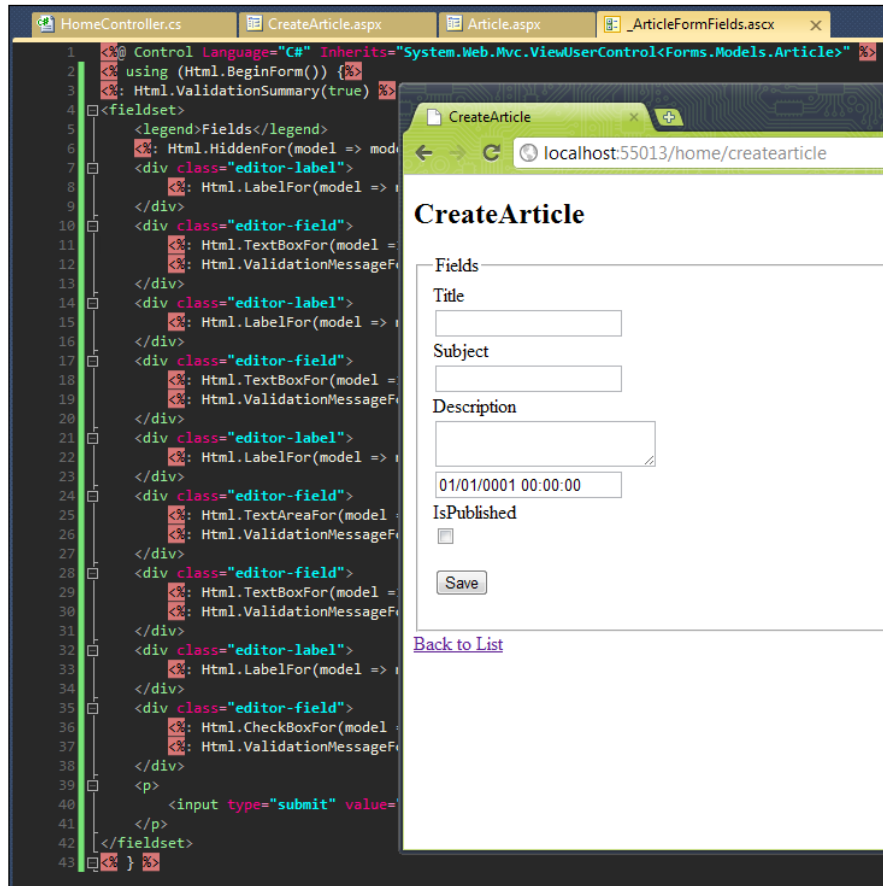 HomeController.cs CreateArticle.aspx Article.aspx _ArticleFormFields.ascx
1 <%@ Control Language="C#" Inherits="System.Web.Mvc.ViewUserControl<Forms.Models.Article>" %>
2 <% using (Html.BeginForm()) {%>
3 <%: Html.ValidationSummary(true) %>
4 <fieldset>
5 <legend>Fields</legend>
6 <%: Html.HiddenFor(model => mod
7 <div class="editor-label">
8 <%: Html.LabelFor(model =>
9 </div>
10 <div class="editor-field">
11 <%: Html.TextBoxFor(model =
12 <%: Html.ValidationMessageF
13 </div>
14 <div class="editor-label">
15 <%: Html.LabelFor(model =>
16 </div>
17 <div class="editor-field">
18 <%: Html.TextBoxFor(model =
19 <%: Html.ValidationMessageF
20 </div>
21 <div class="editor-label">
22 <%: Html.LabelFor(model =>
23 </div>
24 <div class="editor-field">
25 <%: Html.TextAreaFor(model
26 <%: Html.ValidationMessageF
27 </div>
28 <div class="editor-field">
29 <%: Html.TextBoxFor(model =
30 <%: Html.ValidationMessageF
31 </div>
32 <div class="editor-label">
33 <%: Html.LabelFor(model =>
34 </div>
35 <div class="editor-field">
36 <%: Html.CheckBoxFor(model
37 <%: Html.ValidationMessageF
38 </div>
39 <p>
40 <input type="submit" value="
41 </p>
42 </fieldset>
43 <% } %>
CreateArticle
localhost:55013/home/createarticle
CreateArticle
Fields
Title
Subject
Description
01/01/0001 00:00:00
IsPublished
Save
Back to List